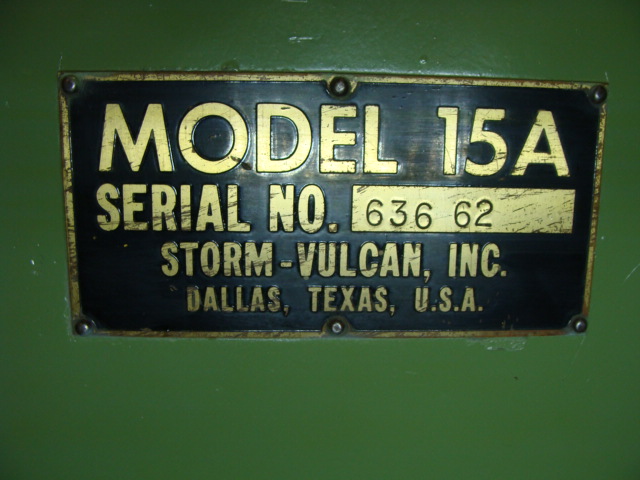 MODEL 15A
SERIAL NO. 636 62
STORM-VULCAN, INC.
DALLAS, TEXAS, U.S.A.